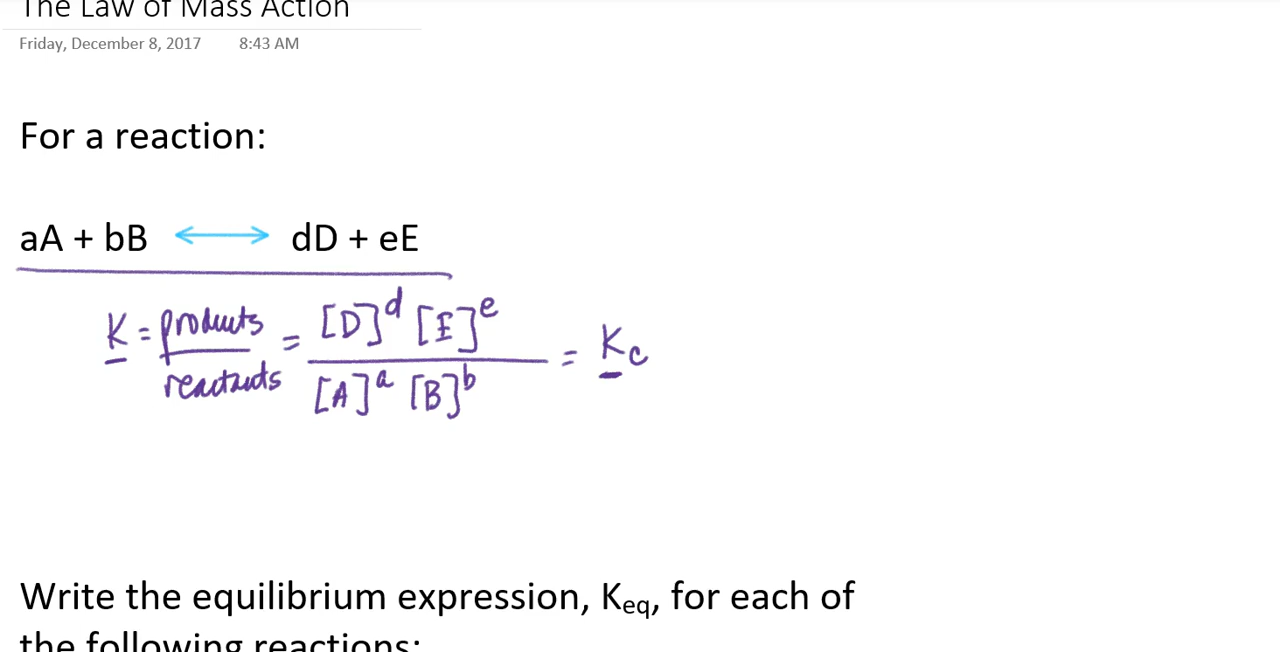 The Law of Mass Action
Friday, December 8, 2017 8:43 AM
For a reaction:
aA + bB ⟷ dD + eE
K = products / reactants = [D]^d [E]^e / [A]^a [B]^b = Kc
Write the equilibrium expression, Keq, for each of
the following reactions: